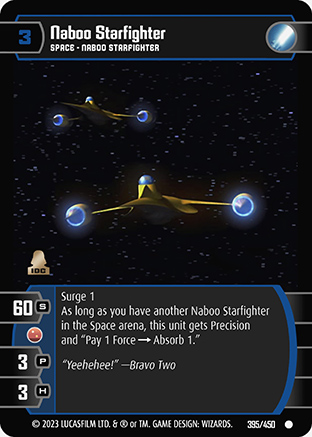 3 Naboo Starfighter
SPACE • NABOO STARFIGHTER
IDC
60 S
3 P
3 H
Surge 1
As long as you have another Naboo Starfighter
in the Space arena, this unit gets Precision
and “Pay 1 Force → Absorb 1.”
“Yeehehee!” —Bravo Two
© 2023 LUCASFILM LTD. & ® or TM. GAME DESIGN: WIZARDS. 395/450